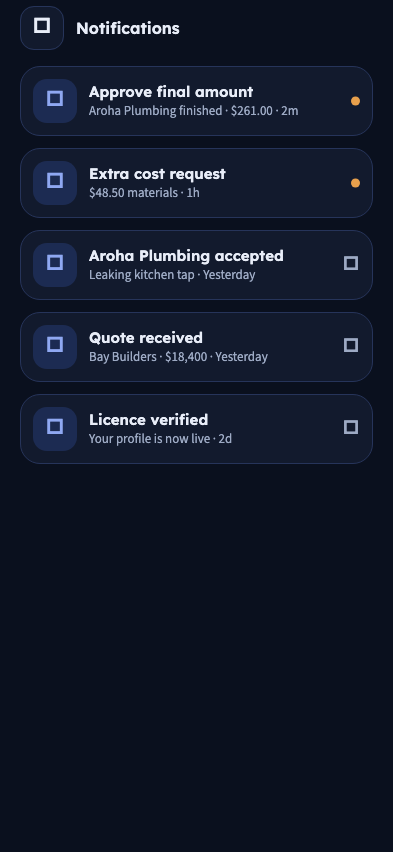 Notifications
Approve final amount
Aroha Plumbing finished · $261.00 · 2m
Extra cost request
$48.50 materials · 1h
Aroha Plumbing accepted
Leaking kitchen tap · Yesterday
Quote received
Bay Builders · $18,400 · Yesterday
Licence verified
Your profile is now live · 2d